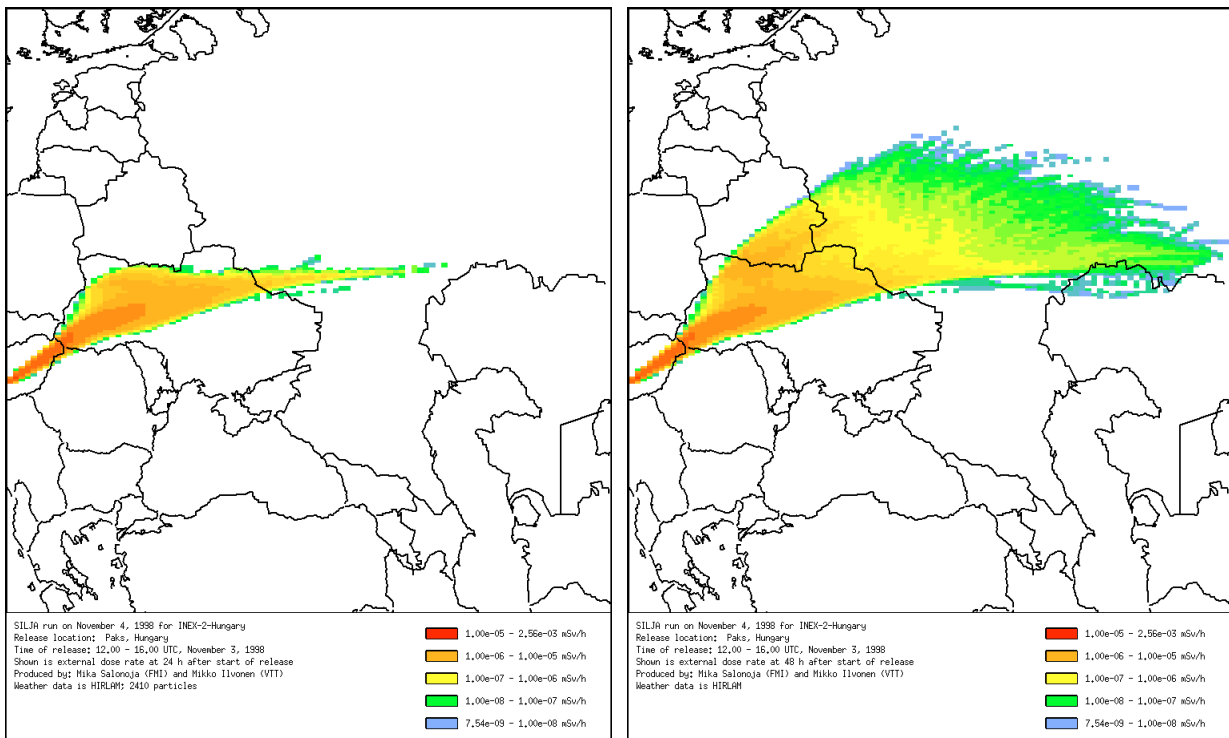 SILJA run on November 4, 1998 for INEX-2-Hungary
Release location: Paks, Hungary
Time of release: 12.00 - 16.00 UTC, November 3, 1998
Shown is external dose rate at 24 h after start of release
Produced by: Mika Salonoja (FMI) and Mikko Ilvonen (VTT)
Weather data is HIRLAM; 2410 particles
1.00e-05 - 2.56e-03 mSv/h
1.00e-06 - 1.00e-05 mSv/h
1.00e-07 - 1.00e-06 mSv/h
1.00e-08 - 1.00e-07 mSv/h
7.54e-09 - 1.00e-08 mSv/h
SILJA run on November 4, 1998 for INEX-2-Hungary
Release location: Paks, Hungary
Time of release: 12.00 - 16.00 UTC, November 3, 1998
Shown is external dose rate at 48 h after start of release
Produced by: Mika Salonoja (FMI) and Mikko Ilvonen (VTT)
Weather data is HIRLAM
1.00e-05 - 2.56e-03 mSv/h
1.00e-06 - 1.00e-05 mSv/h
1.00e-07 - 1.00e-06 mSv/h
1.00e-08 - 1.00e-07 mSv/h
7.54e-09 - 1.00e-08 mSv/h